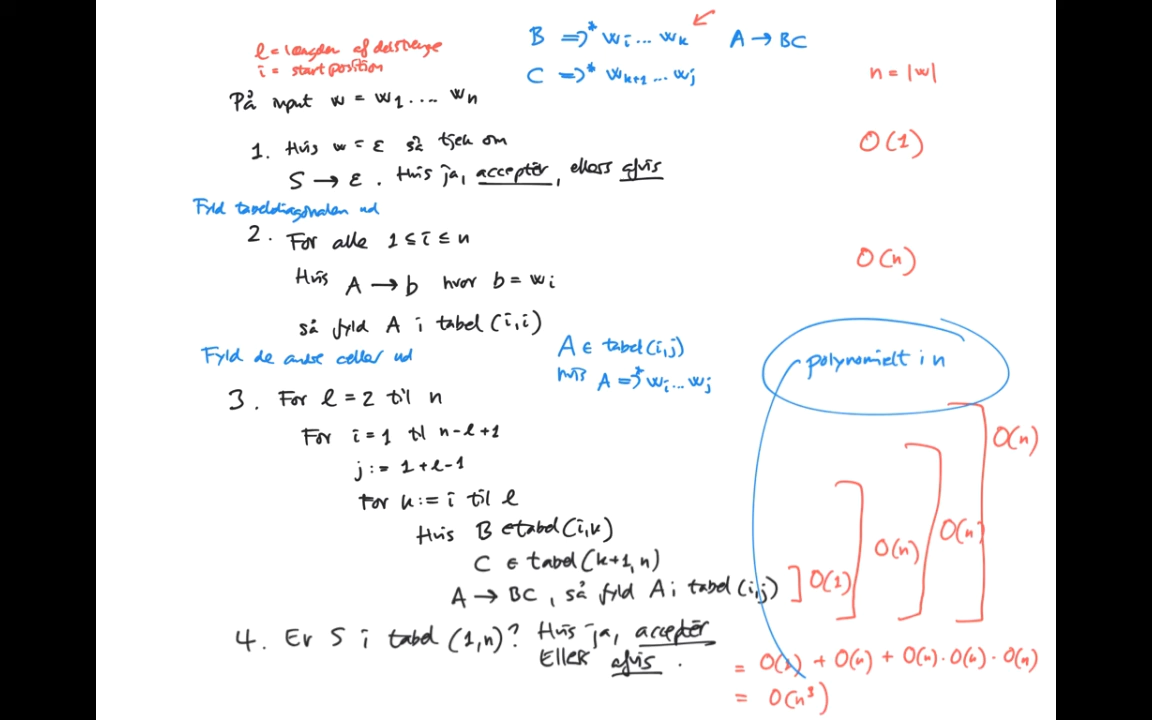 B =>* wi... wk A → BC
l = længden af delstrenge
i = startposition
C =>* wk+1 ... wj
n = |w|
På input w = w1 .... wn
1. Hvis w = ε så tjek om
O(1)
S → ε . Hvis ja, acceptér, ellers afvis
Fyld tabeldiagonalen ud
2. For alle 1 ≤ i ≤ n
O(n)
Hvis A → b hvor b = wi
så fyld A i tabel(i,i)
Fyld de andre celler ud
A ∈ tabel(i,j)
hvis A =>* wi... wj
polynomielt i n
3. For l = 2 til n
For i = 1 til n-l+1
O(n)
j := 1+l-1
For k := i til l
Hvis B ∈ tabel(i,k)
O(n)
C ∈ tabel(k+1, n)
O(n)
A → BC, så fyld A i tabel(i,j) ] O(1)
4. Er S i tabel (1,n)? Hvis ja, acceptér
Ellers afvis .
= O(1) + O(n) + O(n)·O(n)·O(n)
= O(n³)